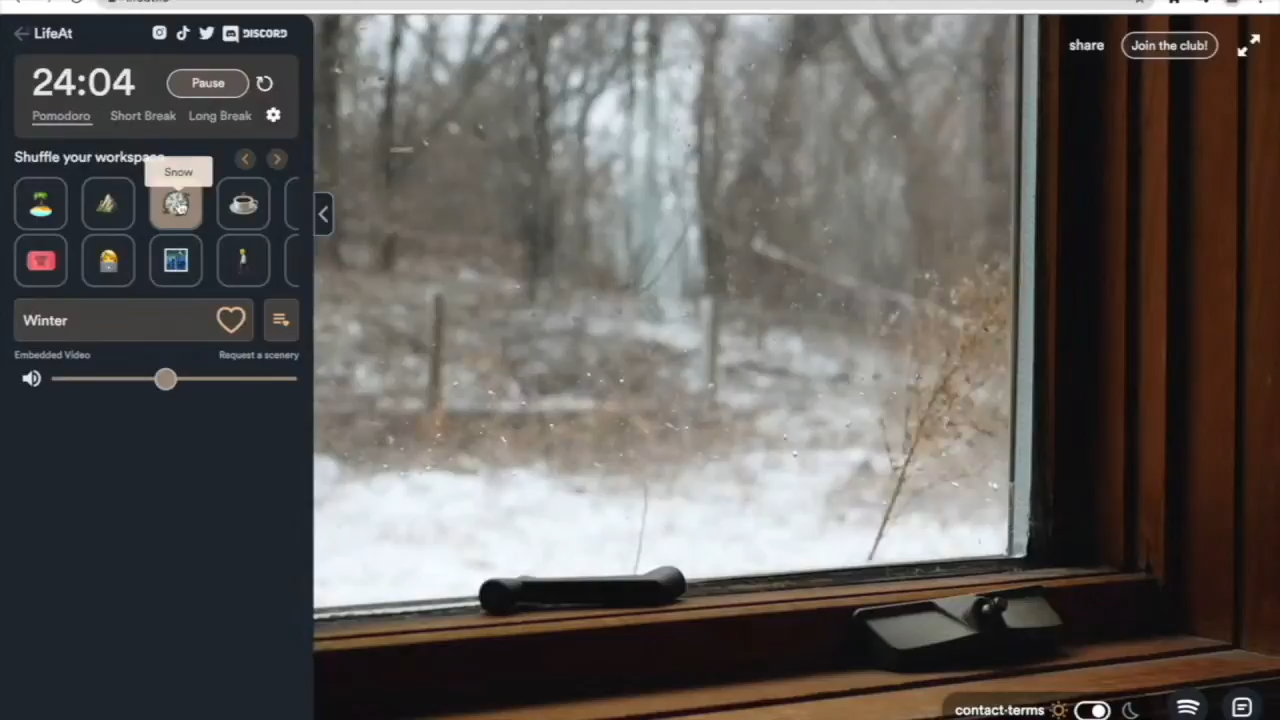 LifeAt
DISCORD
share
Join the club!
24:04
Pause
Pomodoro
Short Break
Long Break
Shuffle your workspace
Snow
Winter
Embedded Video
Request a scenery
contact·terms